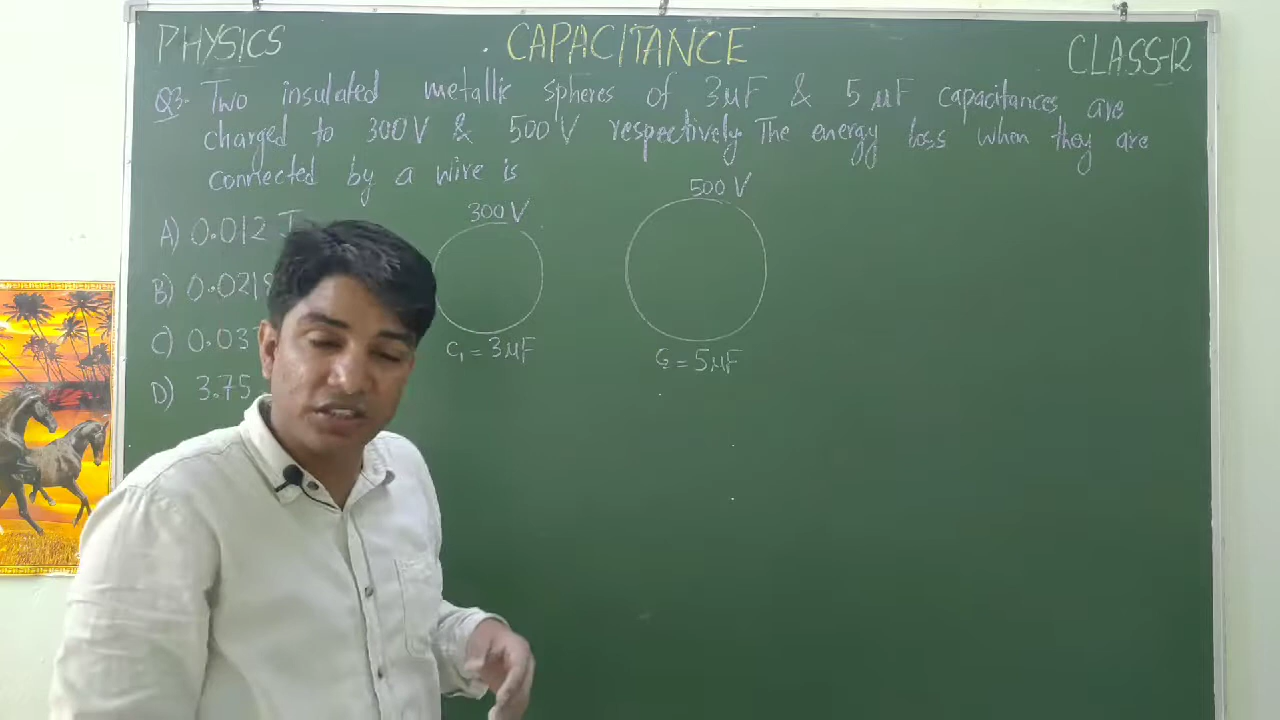 PHYSICS
CAPACITANCE
CLASS-12
Q3. Two insulated metallic spheres of 3μF & 5μF capacitances are
charged to 300V & 500V respectively. The energy loss when they are
connected by a wire is
A) 0.012 J
B) 0.0218
C) 0.03
D) 3.75
300 V
500 V
C₁ = 3μF
C₂ = 5μF